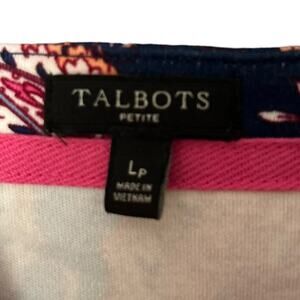 TALBOTS
PETITE
LP
MADE IN
VIETNAM